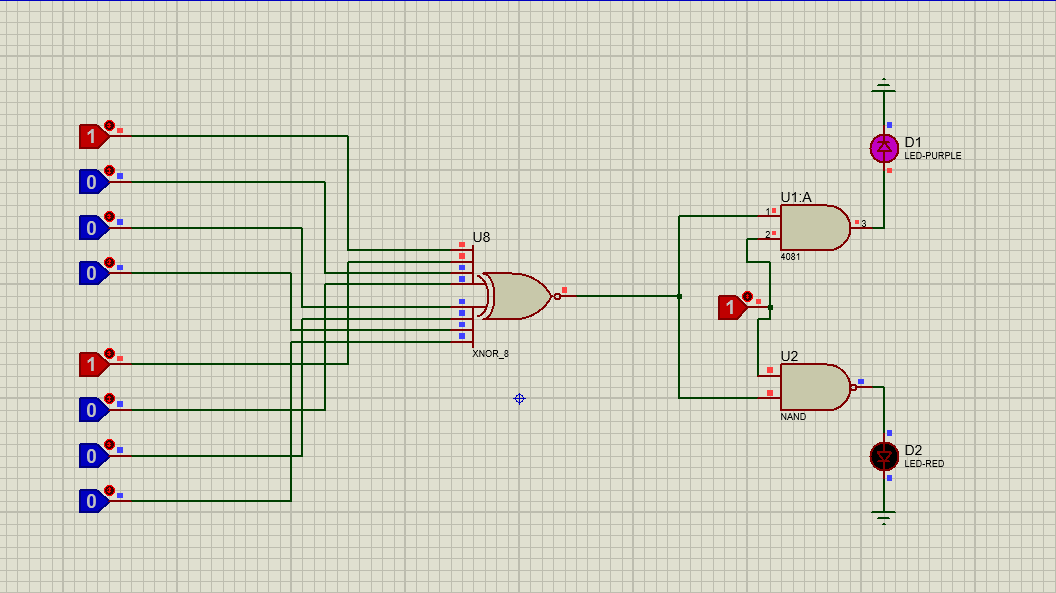 1
0
0
0
1
0
0
0
U8
XNOR_8
1
U1:A
1
2
3
4081
U2
NAND
D1
LED-PURPLE
D2
LED-RED